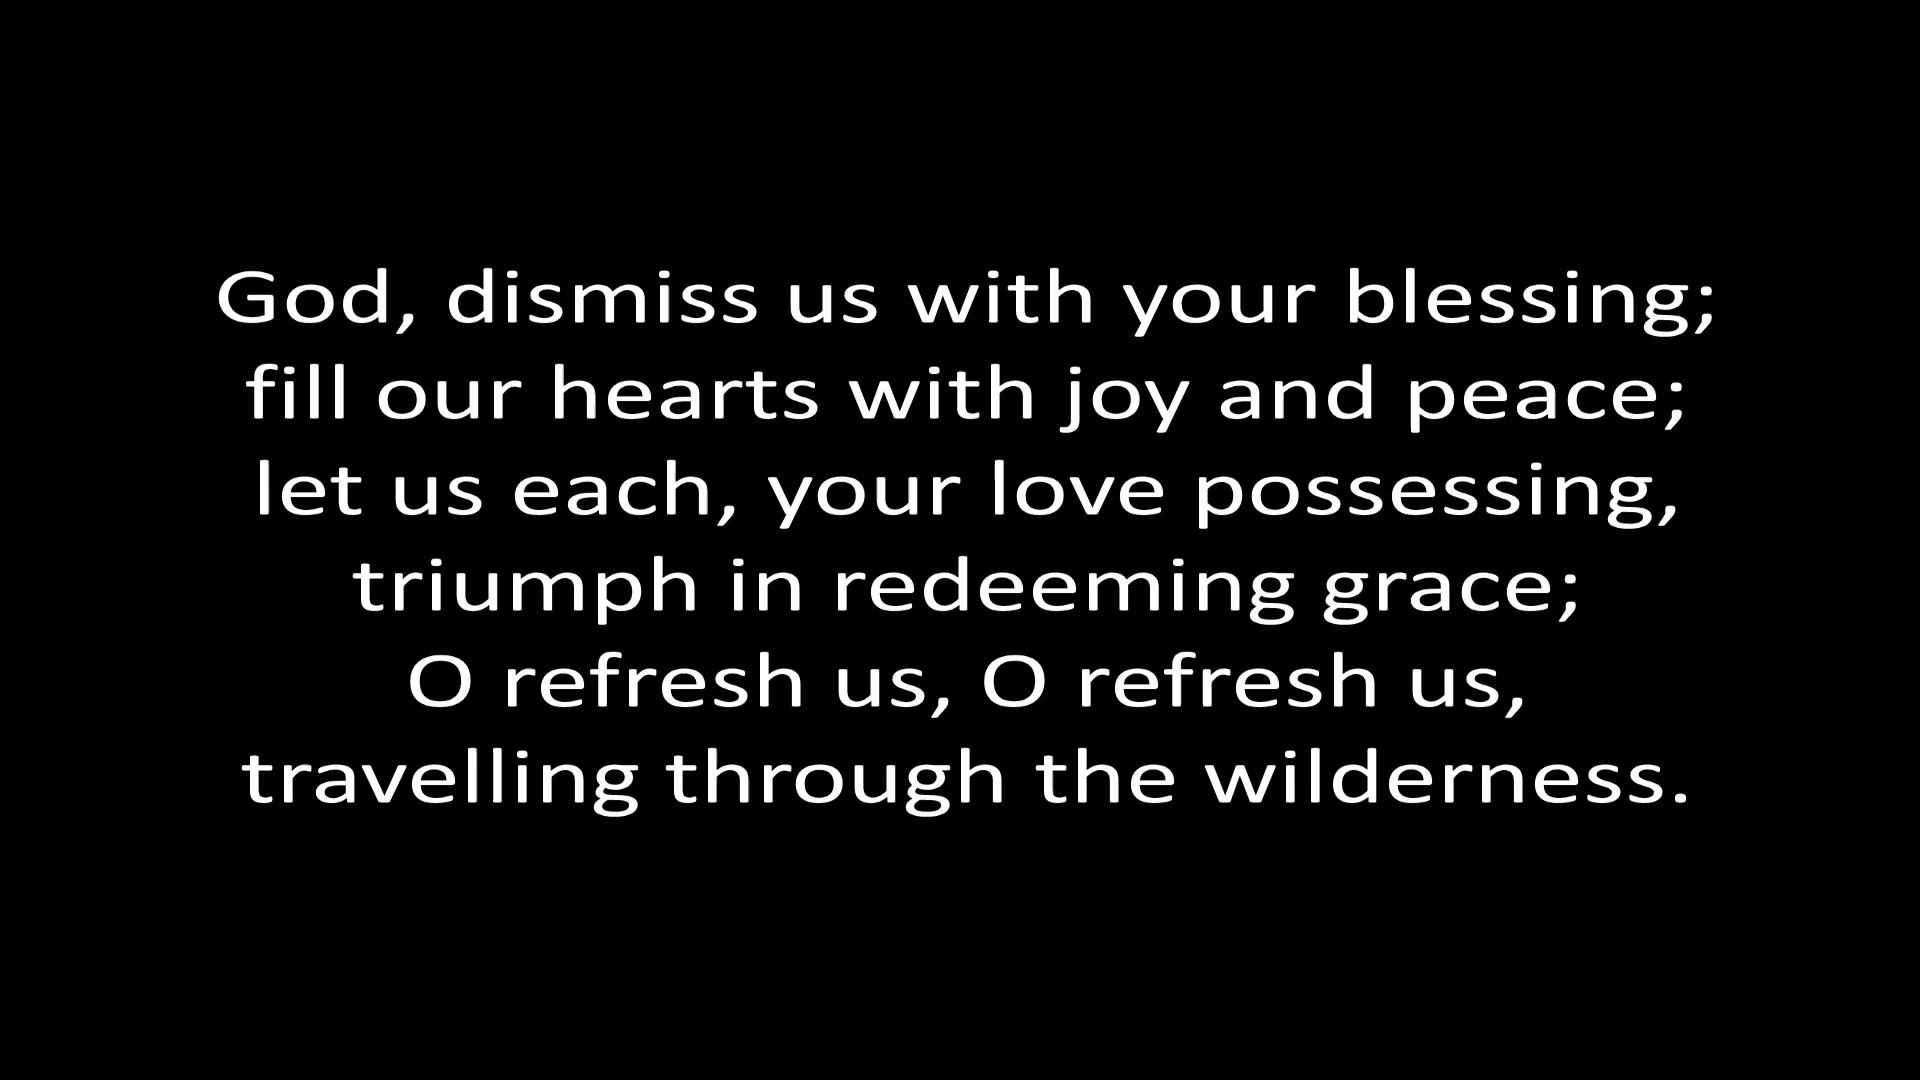 God, dismiss us with your blessing;
fill our hearts with joy and peace;
let us each, your love possessing,
triumph in redeeming grace;
O refresh us, O refresh us,
travelling through the wilderness.